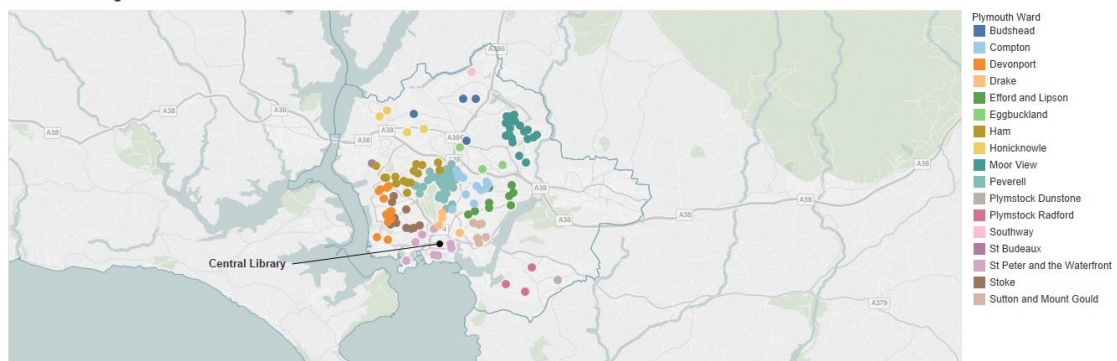 Plymouth Ward
Budshead
Compton
Devonport
Drake
Efford and Lipson
Eggbuckland
Ham
Honicknowle
Moor View
Peverell
Plymstock Dunstone
Plymstock Radford
Southway
St Budeaux
St Peter and the Waterfront
Stoke
Sutton and Mount Gould
A386
A38
A38
A38
A38
A38
A38
A38
A38
A38
A38
Central Library
A379